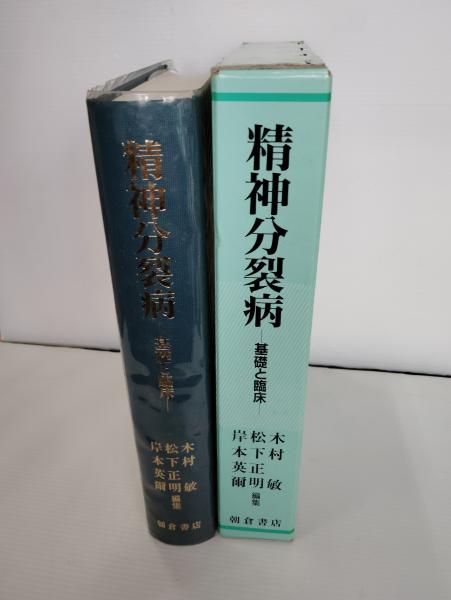 精神分裂病
―基礎と臨床―
木村 敏
松下正明
岸本英爾
編集
朝倉書店
精神分裂病
―基礎と臨床―
木村 敏
松下正明
岸本英爾
編集
朝倉書店